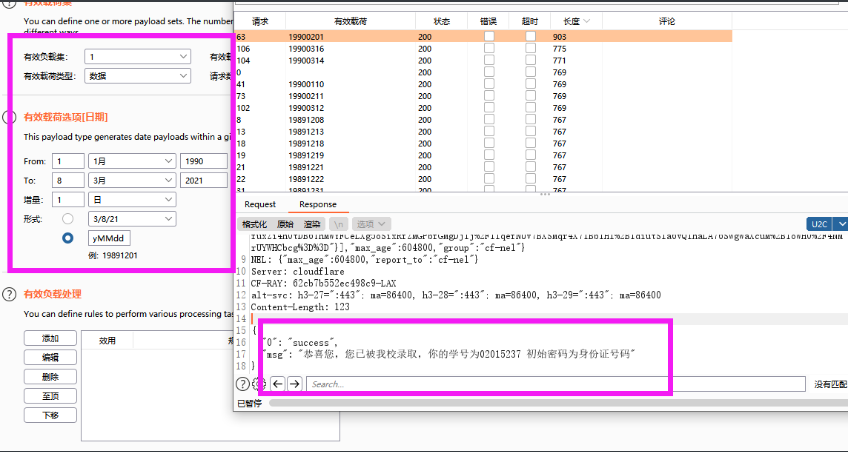 有效载荷集
You can define one or more payload sets. The number
different ways.
有效负载集： 1 有效载
有效载荷类型： 数据 请求数
有效载荷选项[日期]
This payload type generates date payloads within a gi
From: 1 1月 1990
To: 8 3月 2021
增量： 1 日
形式： 3/8/21
yMMdd
例: 19891201
有效负载处理
You can define rules to perform various processing tas
添加
编辑
删除
至顶
下移
效用
请求 有效载荷 状态 错误 超时 长度 评论
63 19900201 200 903
106 19900316 200 775
104 19900314 200 771
0 200 769
41 19900110 200 769
73 19900211 200 769
102 19900312 200 769
8 19891208 200 767
13 19891213 200 767
18 19891218 200 767
19 19891219 200 767
21 19891221 200 767
22 19891222 200 767
31 19891231 200 767
Request Response
格式化 原始 渲染 \n 选项 U2C
rUYWHCbcg%3D%3D"}],"max_age":604800,"group":"cf-nel"}
9 NEL: {"max_age":604800,"report_to":"cf-nel"}
10 Server: cloudflare
11 CF-RAY: 62cb7b552ec498c9-LAX
12 alt-svc: h3-27=":443"; ma=86400, h3-28=":443"; ma=86400, h3-29=":443"; ma=86400
13 Content-Length: 123
14
15 {
16 "0": "success",
17 "msg": "恭喜您，您已被我校录取，你的学号为02015237 初始密码为身份证号码"
18 }
Search...
没有匹配
已暂停